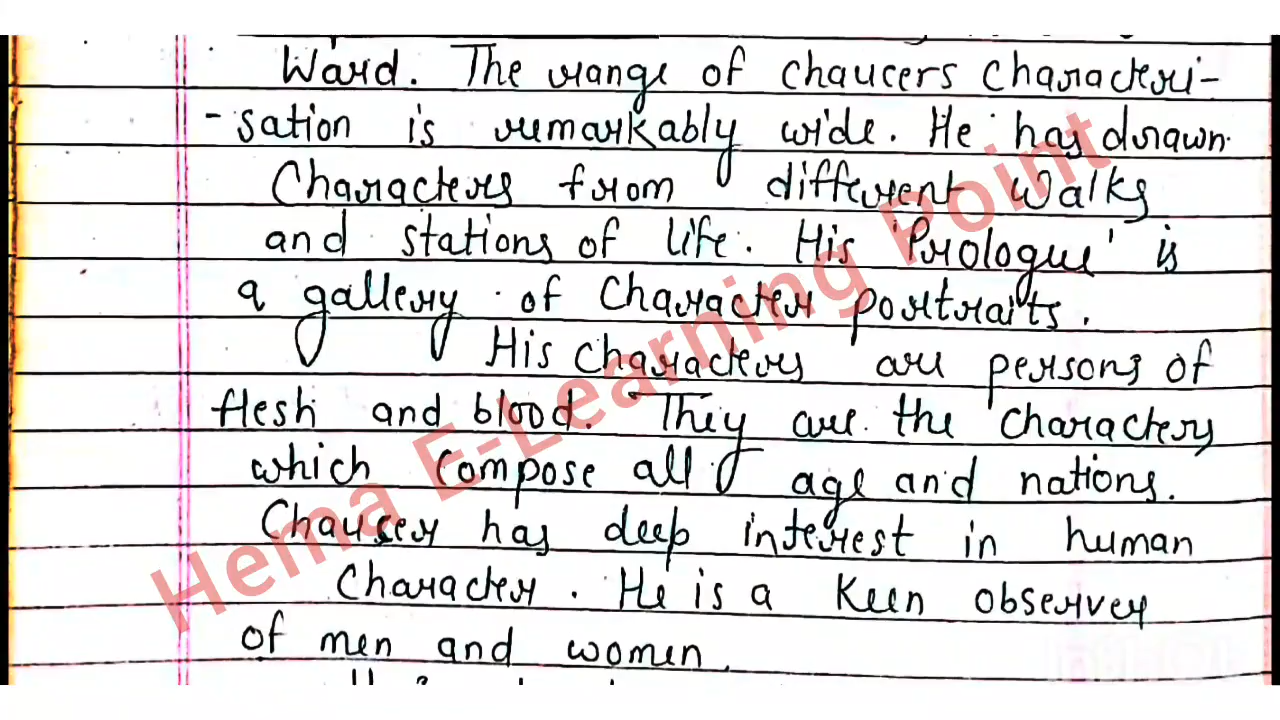 Ward. The range of chaucers characteri-
- sation is remarkably wide. He has drawn
Characters from different walks
and stations of life. His 'Prologue' is
a gallery of Character portraits.
His characters are persons of
flesh and blood. They are the characters
which compose all age and nations.
Chaucer has deep interest in human
Character. He is a keen observer
of men and women.
Hema E-Learning Point